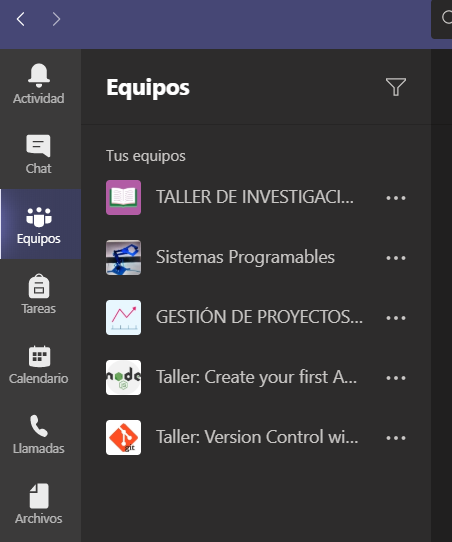 Actividad
Chat
Equipos
Tareas
Calendario
Llamadas
Archivos
Equipos
Tus equipos
TALLER DE INVESTIGACI...
Sistemas Programables
GESTIÓN DE PROYECTOS...
node
JS
Taller: Create your first A...
git
Taller: Version Control wi...